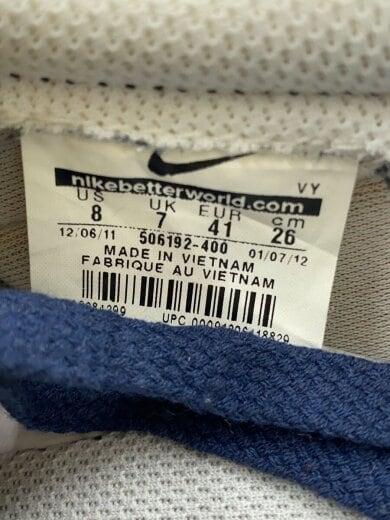 nikebetterworld.com VY
US UK EUR cm
8 7 41 26
12/06/11 506192-400 01/07/12
MADE IN VIETNAM
FABRIQUE AU VIETNAM
UPC